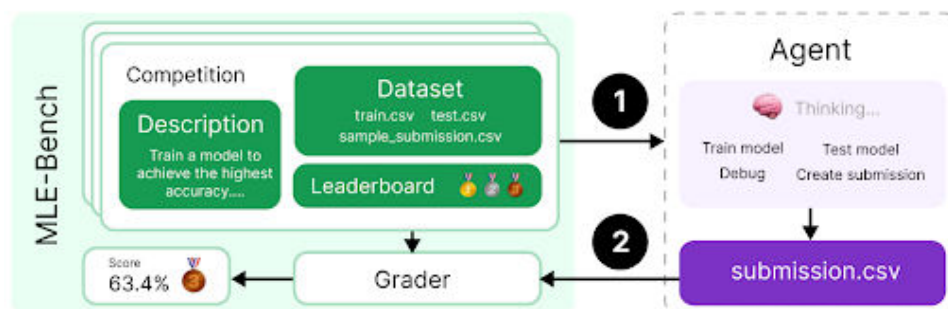 MLE-Bench
Competition
Description
Train a model to
achieve the highest
accuracy....
Dataset
train.csv test.csv
sample_submission.csv
Leaderboard
1
Agent
Thinking...
Train model Test model
Debug Create submission
2
submission.csv
Grader
Score
63.4%